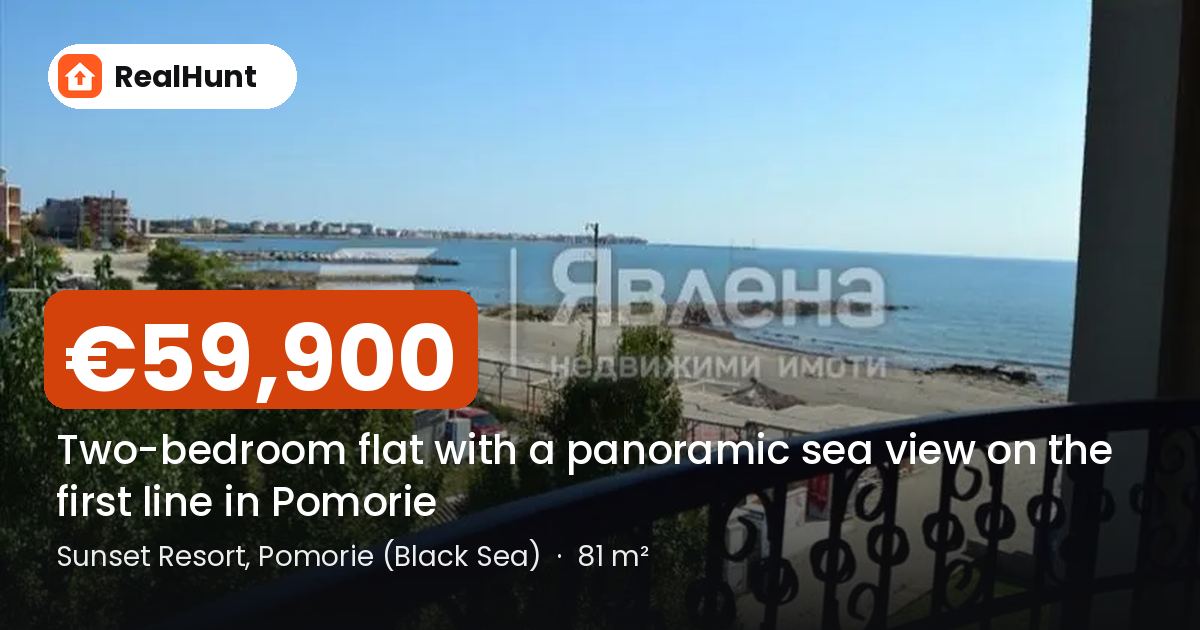 RealHunt
Явлена
недвижими имоти
€59,900
Two-bedroom flat with a panoramic sea view on the
first line in Pomorie
Sunset Resort, Pomorie (Black Sea) · 81 m²